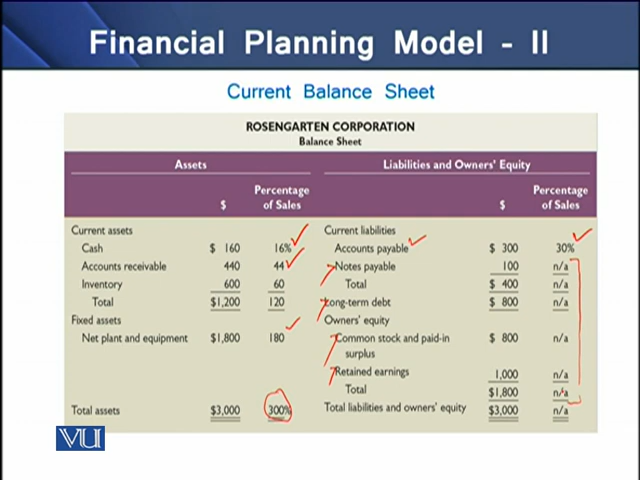 Financial Planning Model - II
Current Balance Sheet
ROSENGARTEN CORPORATION
Balance Sheet
Assets Liabilities and Owners' Equity
$ Percentage of Sales $ Percentage of Sales
Current assets Current liabilities
Cash $ 160 16% Accounts payable $ 300 30%
Accounts receivable 440 44 Notes payable 100 n/a
Inventory 600 60 Total $ 400 n/a
Total $1,200 120 Long-term debt $ 800 n/a
Fixed assets Owners' equity
Net plant and equipment $1,800 180 Common stock and paid-in surplus $ 800 n/a
Retained earnings 1,000 n/a
Total $1,800 n/a
Total assets $3,000 300% Total liabilities and owners' equity $3,000 n/a
VU